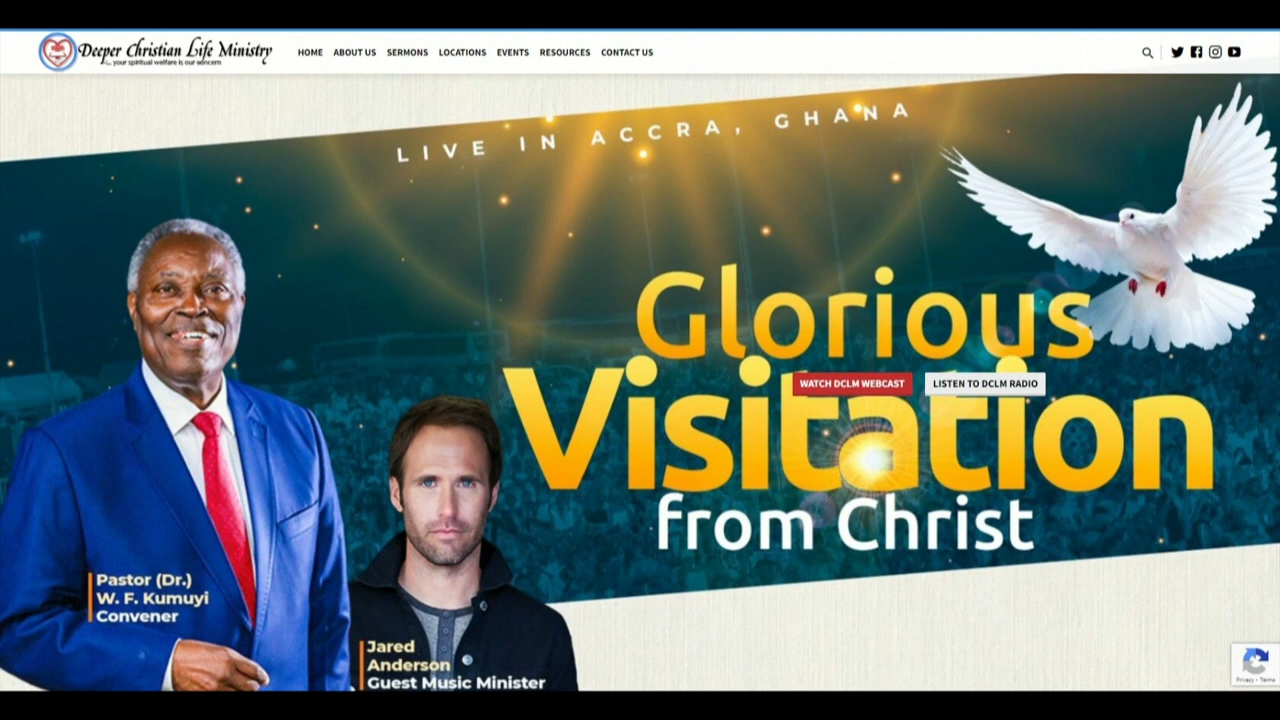 Deeper Christian Life Ministry
... your spiritual welfare is our concern
HOME ABOUT US SERMONS LOCATIONS EVENTS RESOURCES CONTACT US
LIVE IN ACCRA, GHANA
Glorious
Visitation
WATCH DCLM WEBCAST LISTEN TO DCLM RADIO
from Christ
Pastor (Dr.)
W. F. Kumuyi
Convener
Jared
Anderson
Guest Music Minister
Privacy - Terms